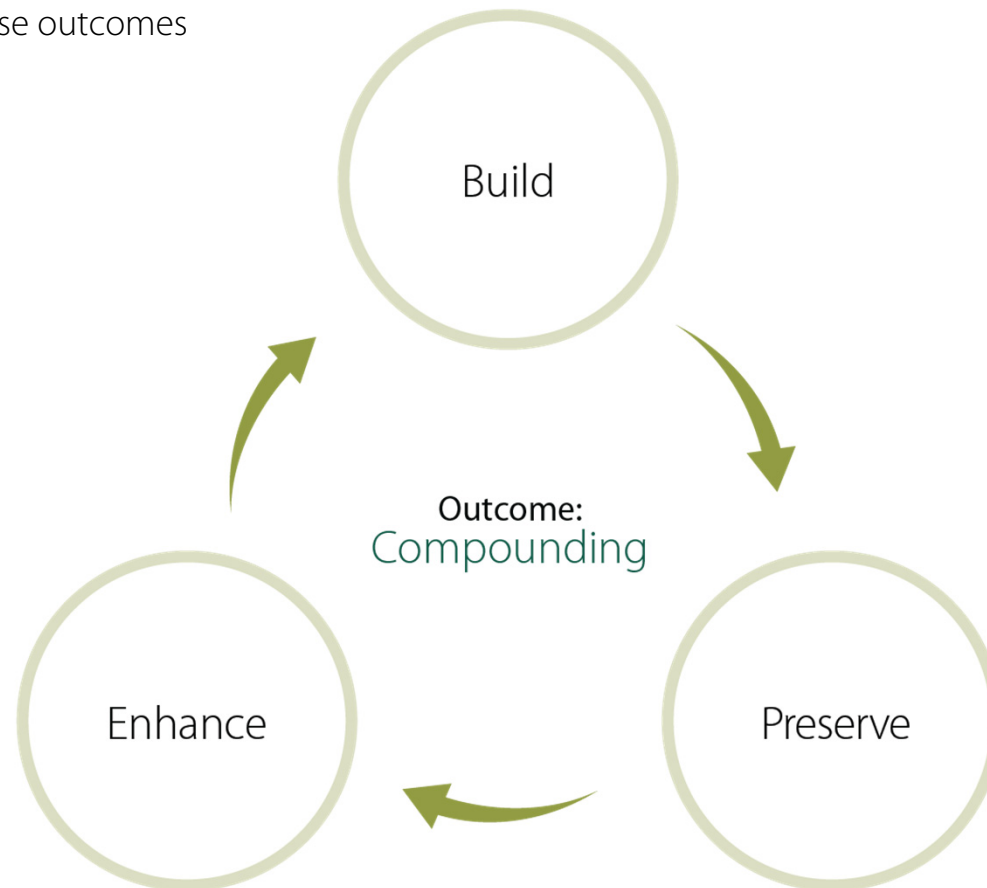 se outcomes
Build
Outcome:
Compounding
Enhance
Preserve